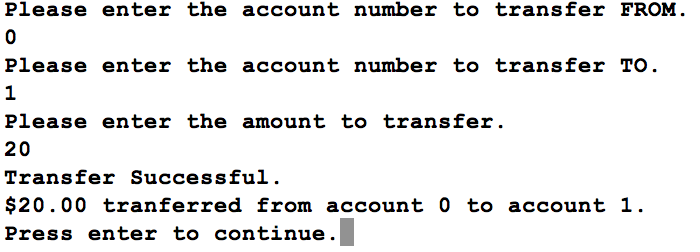 Please enter the account number to transfer FROM.
0
Please enter the account number to transfer TO.
1
Please enter the amount to transfer.
20
Transfer Successful.
$20.00 tranferred from account 0 to account 1.
Press enter to continue.